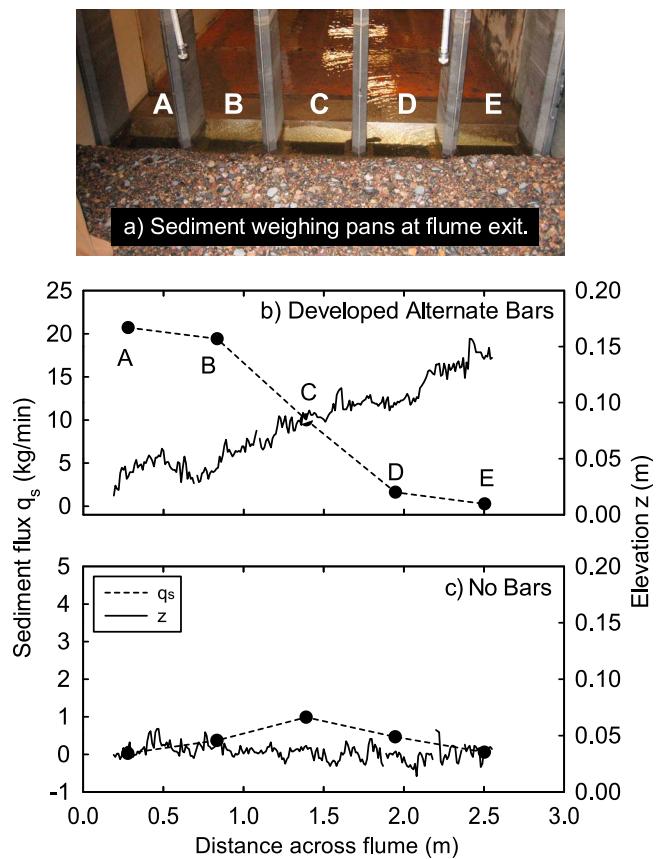 A B C D E
a) Sediment weighing pans at flume exit.
Sediment flux qs (kg/min)
Elevation z (m)
b) Developed Alternate Bars
25
20
15
10
5
0
0.20
0.15
0.10
0.05
0.00
A
B
C
D
E
c) No Bars
qs
z
5
4
3
2
1
0
-1
0.20
0.15
0.10
0.05
0.00
0.0 0.5 1.0 1.5 2.0 2.5 3.0
Distance across flume (m)